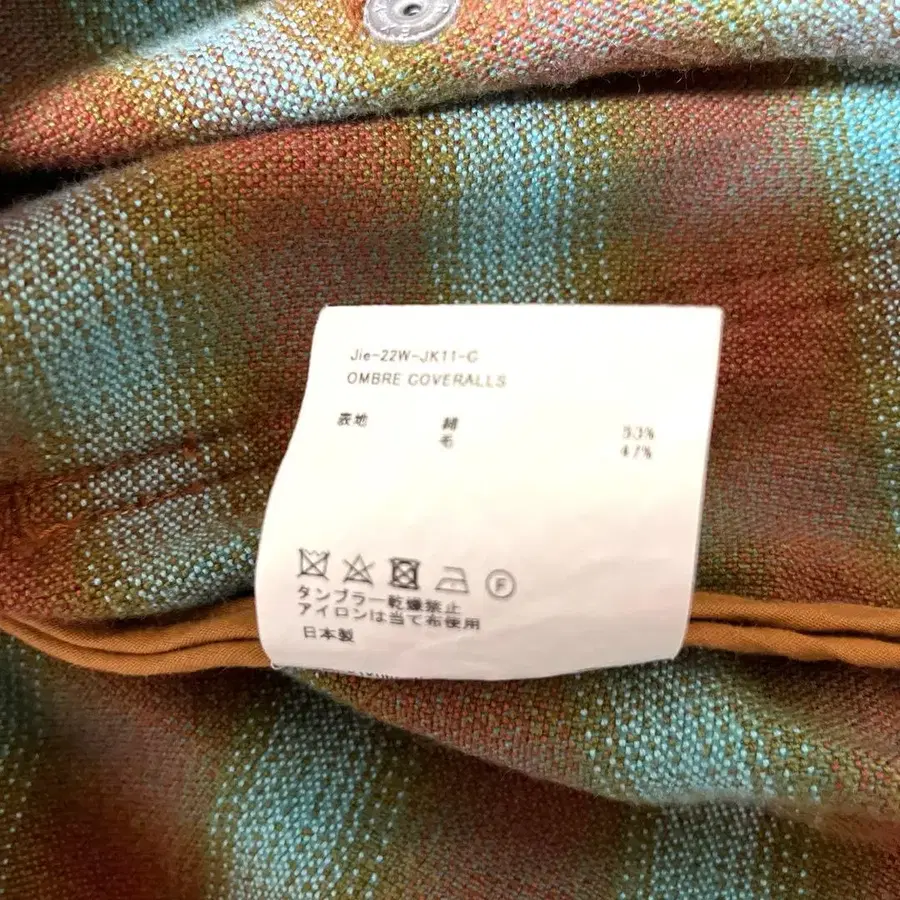 Jie-22W-JK11-C
OMBRE COVERALLS
表地 綿 53%
毛 47%
F
タンブラー乾燥禁止
アイロンは当て布使用
日本製